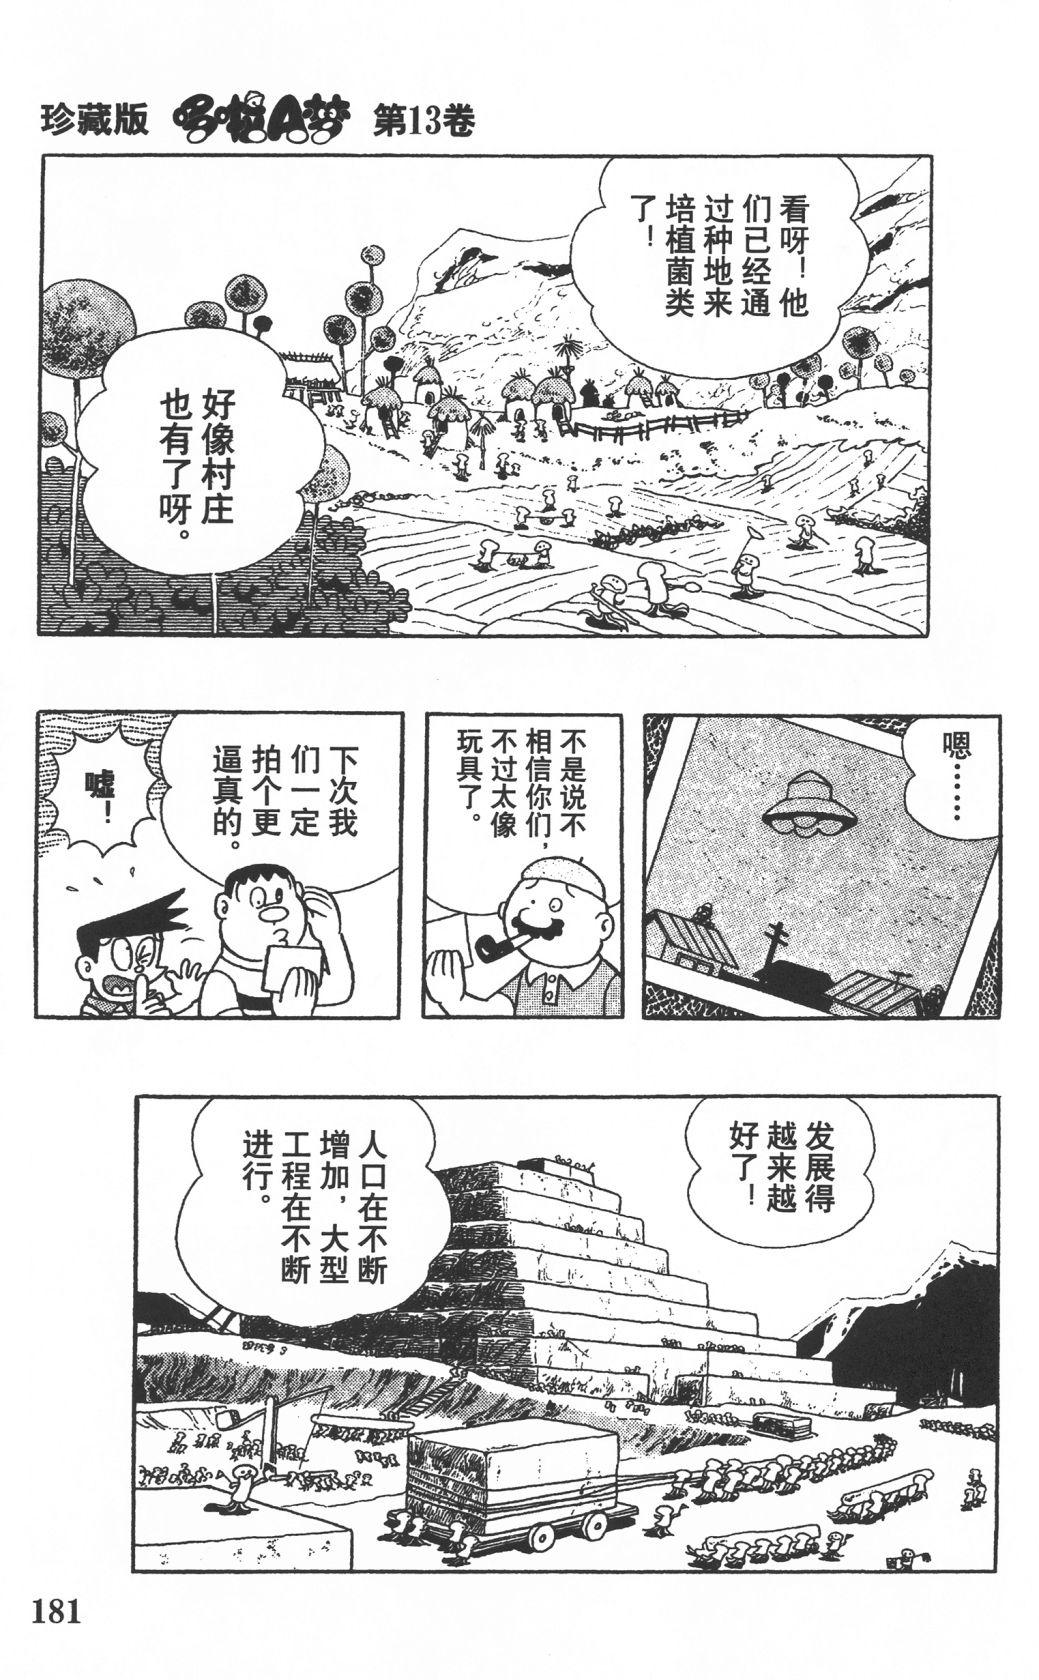 珍藏版 哆啦A梦 第13卷
看呀！他
们已经通
过种地来
培植菌类
了！
好像村庄
也有了呀。
嗯……
不是说不
相信你们，
不过太像
玩具了。
下次我
们一定
拍个更
逼真的。
嘘！
发展得
越来越
好了！
人口在不断
增加，大型
工程在不断
进行。
181